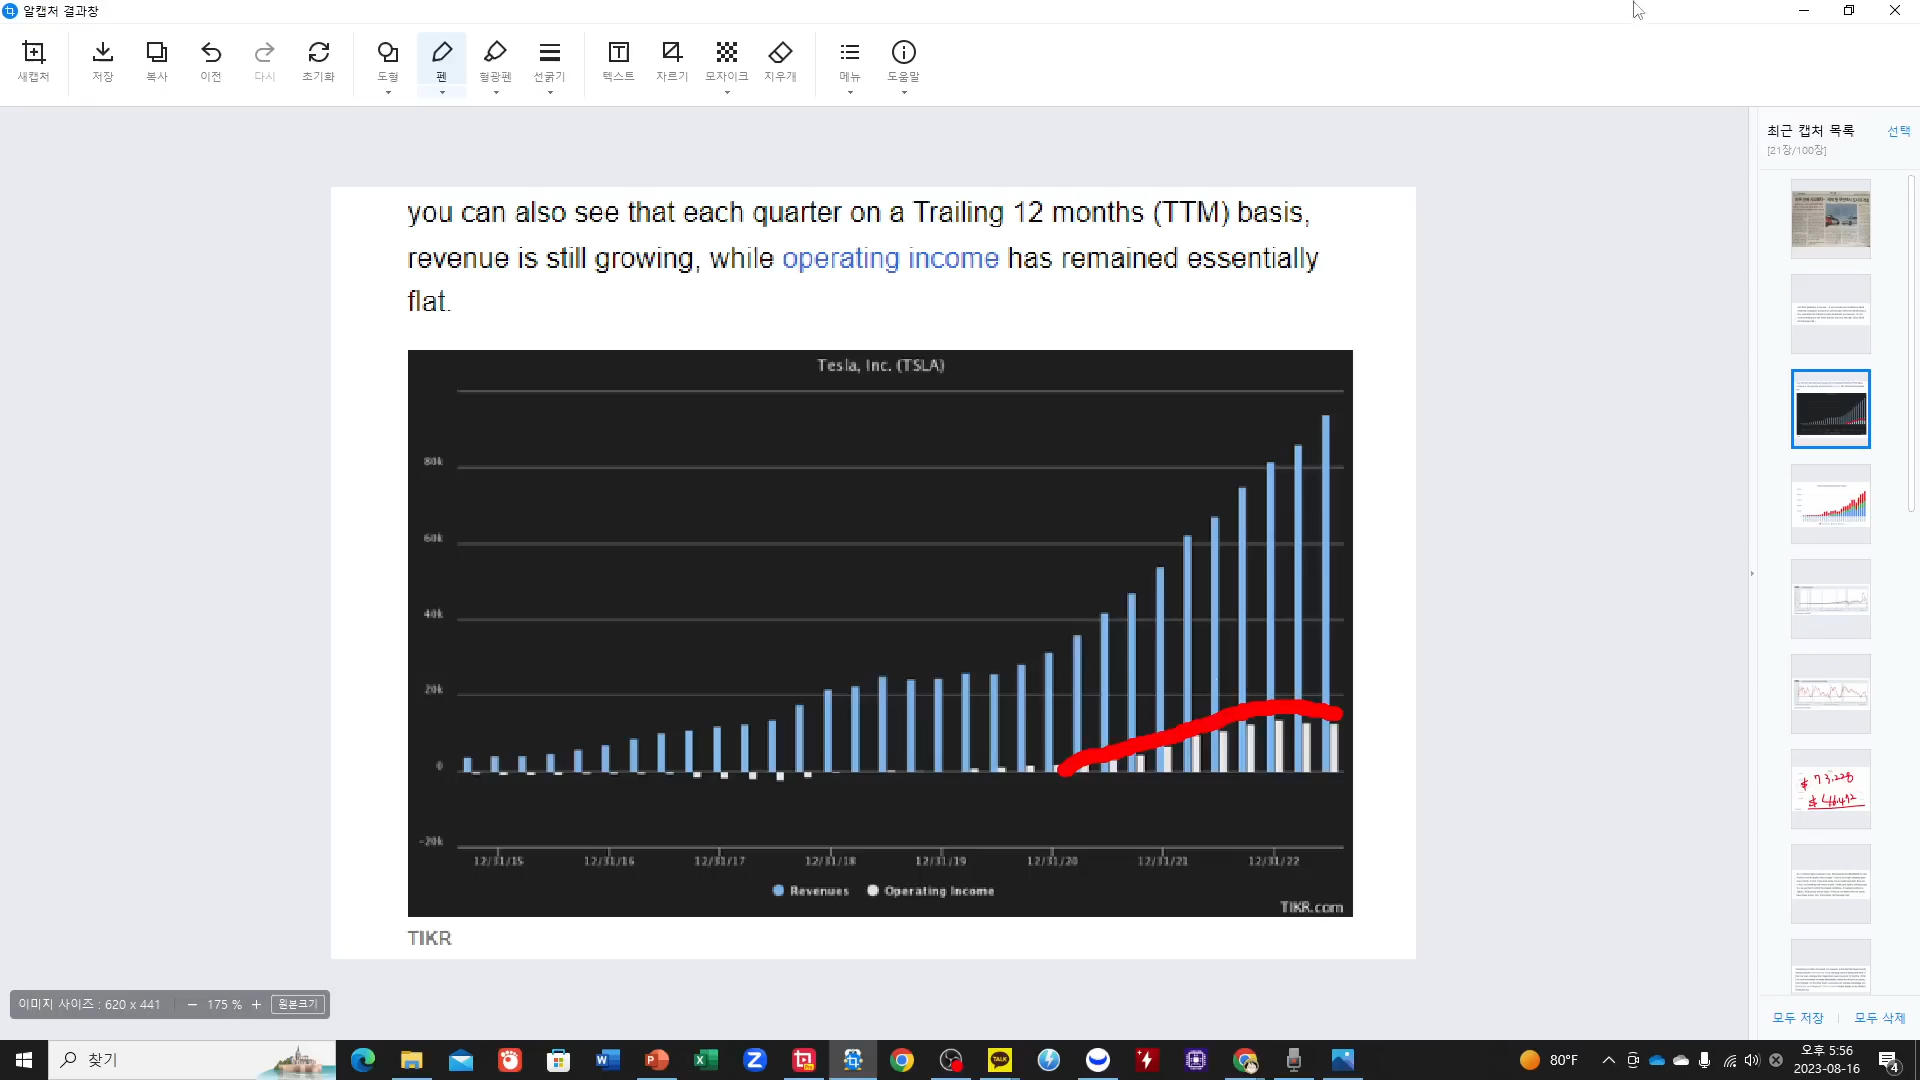 알캡처 결과창
새캡처
저장
복사
이전
다시
초기화
도형
펜
형광펜
선굵기
텍스트
자르기
모자이크
지우개
메뉴
도움말
최근 캡처 목록
선택
[21장/100장]
you can also see that each quarter on a Trailing 12 months (TTM) basis,
revenue is still growing, while operating income has remained essentially
flat.
Tesla, Inc. (TSLA)
80k
60k
40k
20k
0
-20k
12/31/15 12/31/16 12/31/17 12/31/18 12/31/19 12/31/20 12/31/21 12/31/22
Revenues Operating Income
TIKR.com
TIKR
$ 73,228
이미지 사이즈 : 620 x 441 − 175 % + 원본크기
모두 저장 모두 삭제
찾기
TALK
80°F
오후 5:56
2023-08-16
4